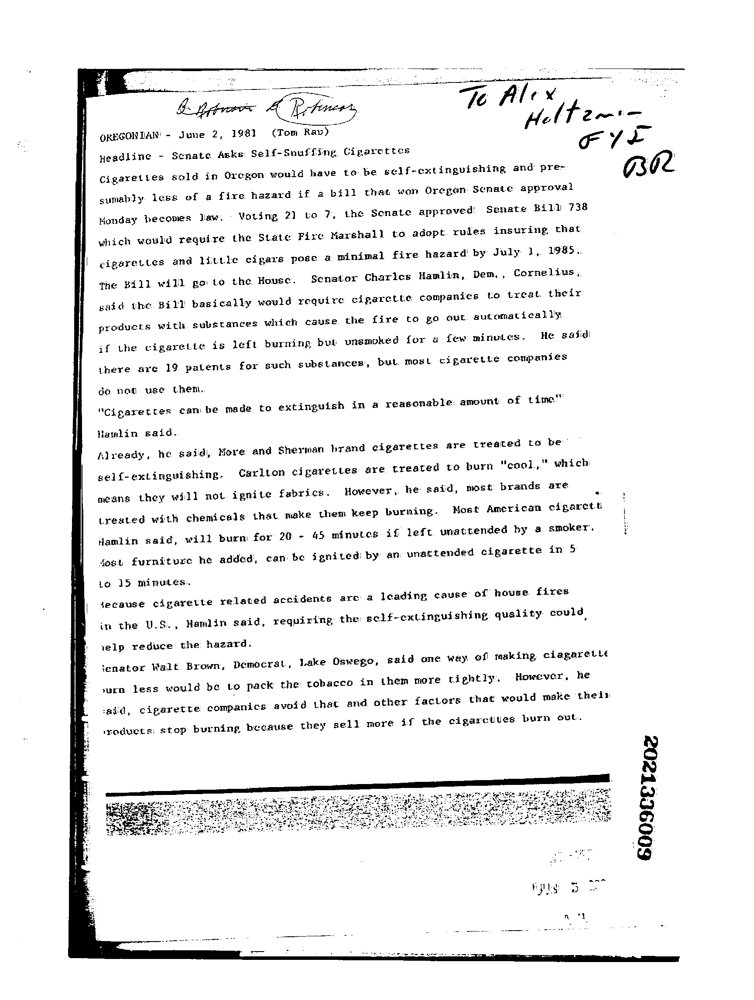 To Alex
Holtzman
FYI
BR
B. Robinson
OREGONIAN - June 2, 1981 (Tom Rau)
Headline - Senate Asks Self-Snuffing Cigarettes
Cigarettes sold in Oregon would have to be self-extinguishing and pre-
sumably less of a fire hazard if a bill that won Oregon Senate approval
Monday becomes law. Voting 21 to 7, the Senate approved Senate Bill 738
which would require the State Fire Marshall to adopt rules insuring that
cigarettes and little cigars pose a minimal fire hazard by July 1, 1985.
The Bill will go to the House. Senator Charles Hamlin, Dem., Cornelius,
said the Bill basically would require cigarette companies to treat their
products with substances which cause the fire to go out automatically
if the cigarette is left burning but unsmoked for a few minutes. He said
there are 19 patents for such substances, but most cigarette companies
do not use them.
"Cigarettes can be made to extinguish in a reasonable amount of time"
Hamlin said.
Already, he said, More and Sherman brand cigarettes are treated to be
self-extinguishing. Carlton cigarettes are treated to burn "cool," which
means they will not ignite fabrics. However, he said, most brands are
treated with chemicals that make them keep burning. Most American cigarett
Hamlin said, will burn for 20 - 45 minutes if left unattended by a smoker.
Most furniture he added, can be ignited by an unattended cigarette in 5
to 15 minutes.
Because cigarette related accidents are a leading cause of house fires
in the U.S., Hamlin said, requiring the self-extinguishing quality could
help reduce the hazard.
Senator Walt Brown, Democrat, Lake Oswego, said one way of making ciagarette
burn less would be to pack the tobacco in them more tightly. However, he
said, cigarette companies avoid that and other factors that would make their
products stop burning because they sell more if the cigarettes burn out.
2021336009